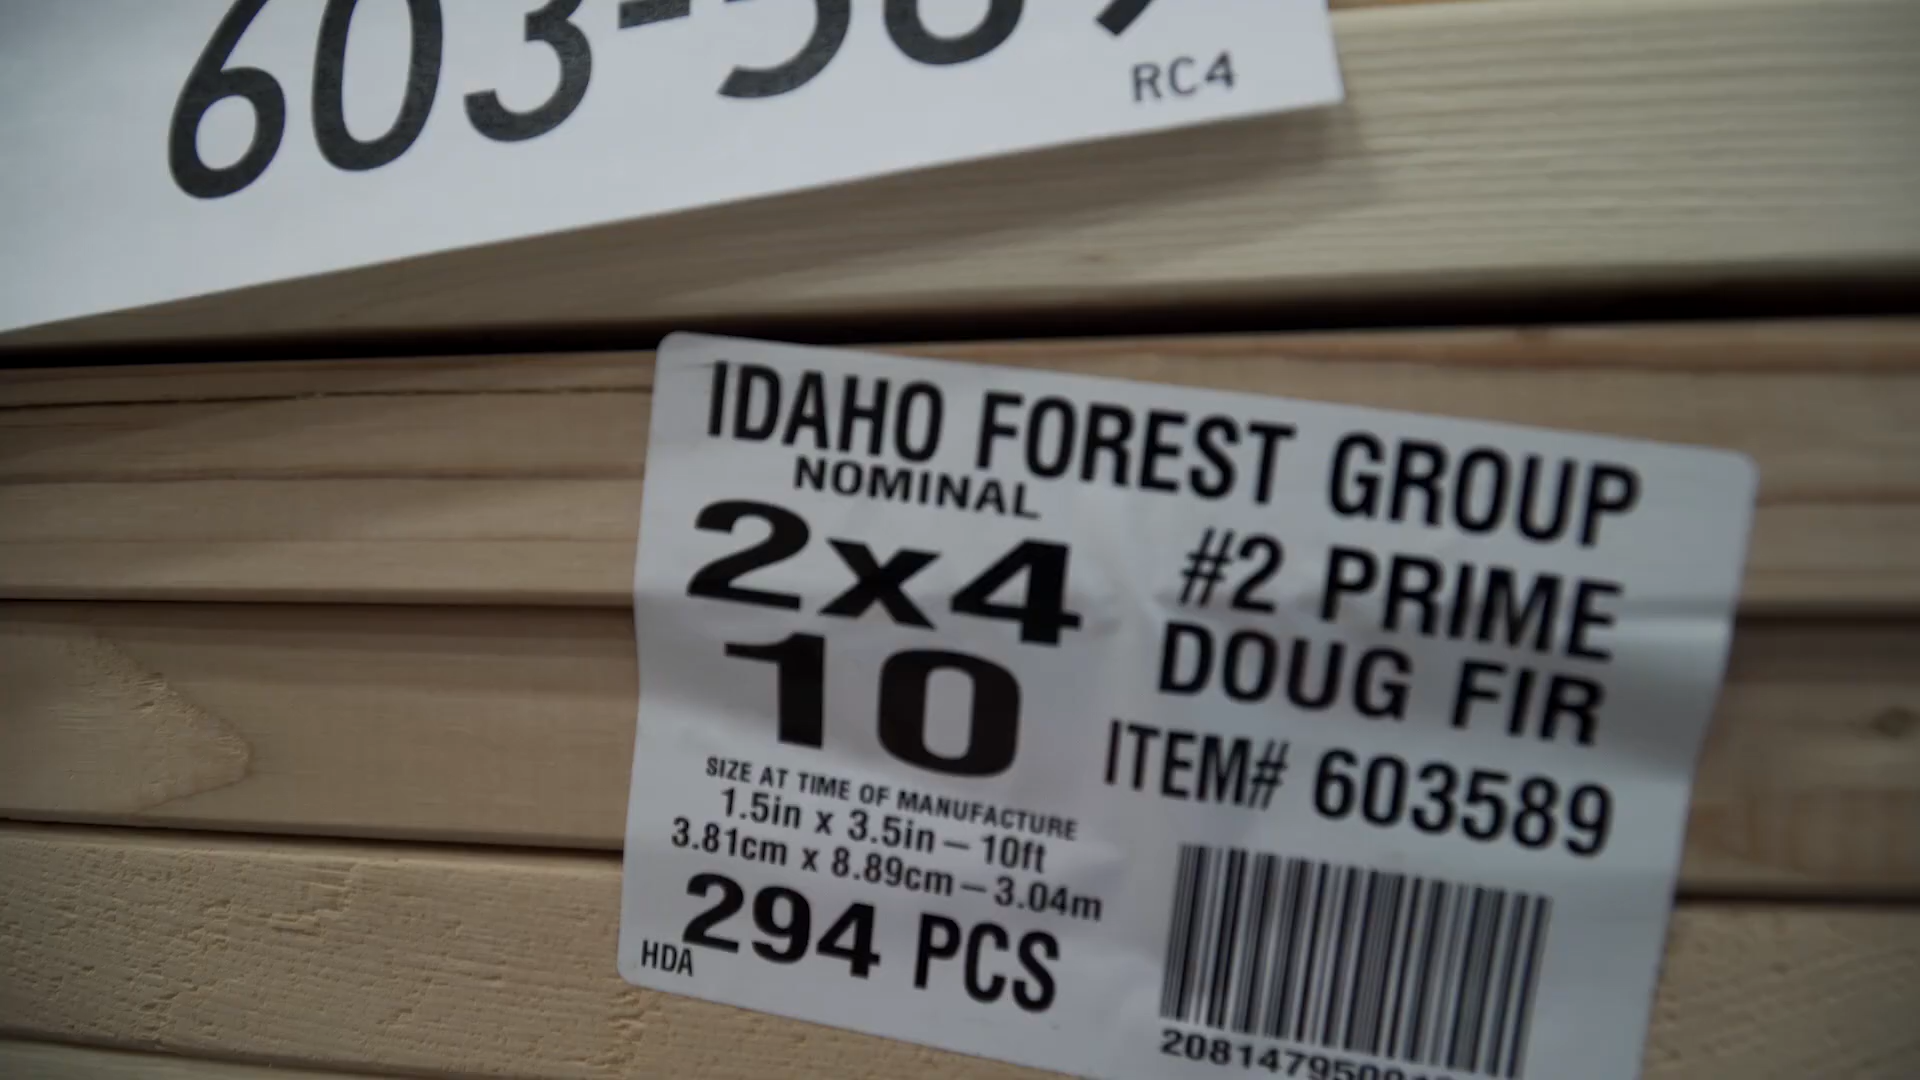 603-589
RC4
IDAHO FOREST GROUP
NOMINAL
2x4
10
#2 PRIME
DOUG FIR
ITEM# 603589
SIZE AT TIME OF MANUFACTURE
1.5in x 3.5in – 10ft
3.81cm x 8.89cm – 3.04m
294 PCS
HDA